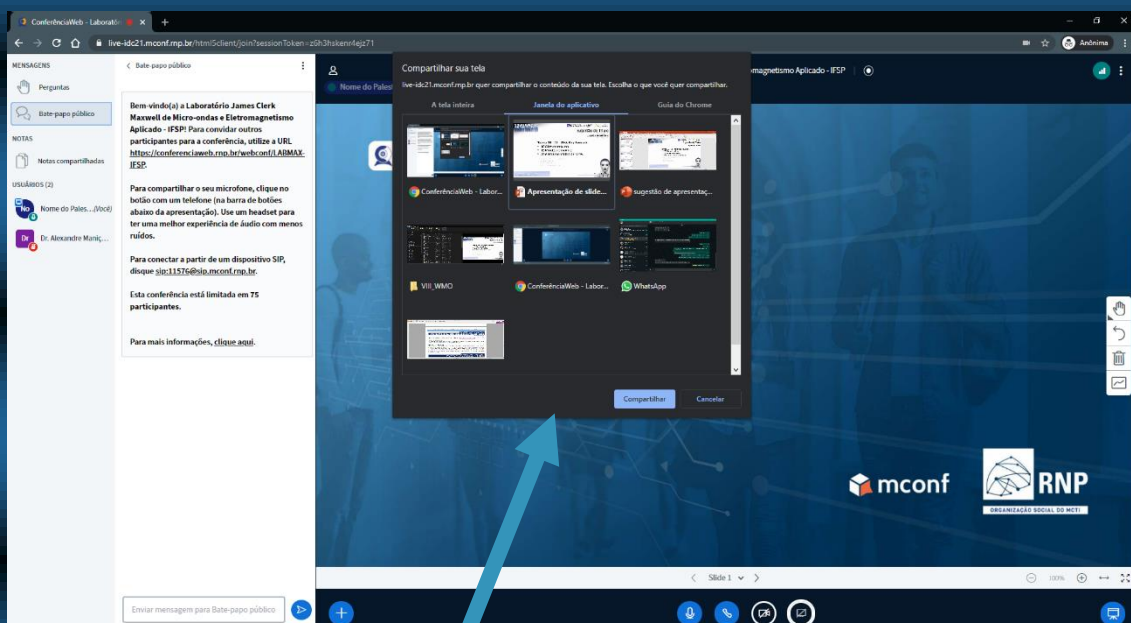 ConferênciaWeb - Laborató
live-idc21.mconf.rnp.br/html5client/join?sessionToken=z6h3hskenr4ejz71
Anônima
MENSAGENS
Perguntas
Bate-papo público
NOTAS
Notas compartilhadas
USUÁRIOS (2)
No
Nome do Pales... (Você)
Dr
Dr. Alexandre Maniç...
Bate-papo público
Bem-vindo(a) a Laboratório James Clerk
Maxwell de Micro-ondas e Eletromagnetismo
Aplicado - IFSP! Para convidar outros
participantes para a conferência, utilize a URL
https://conferenciaweb.rnp.br/webconf/LABMAX-
IFSP.
Para compartilhar o seu microfone, clique no
botão com um telefone (na barra de botões
abaixo da apresentação). Use um headset para
ter uma melhor experiência de áudio com menos
ruídos.
Para conectar a partir de um dispositivo SIP,
disque sip:11576@sip.mconf.rnp.br.
Esta conferência está limitada em 75
participantes.
Para mais informações, clique aqui.
Enviar mensagem para Bate-papo público
Nome do Pales
omagnetismo Aplicado - IFSP
Compartilhar sua tela
live-idc21.mconf.rnp.br quer compartilhar o conteúdo da sua tela. Escolha o que você quer compartilhar.
A tela inteira
Janela do aplicativo
Guia do Chrome
ConferênciaWeb - Labor...
Apresentação de slide...
sugestão de apresentaç...
VIII_WMO
ConferênciaWeb - Labor...
WhatsApp
Compartilhar
Cancelar
mconf
RNP
ORGANIZAÇÃO SOCIAL DO MCTI
Slide 1
100%